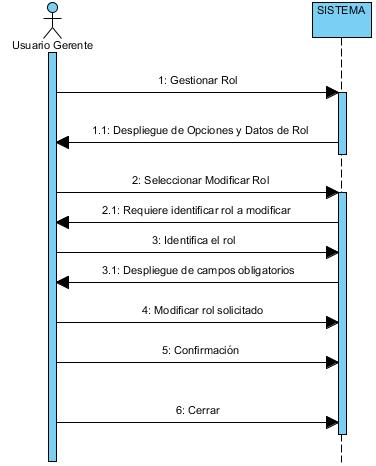 SISTEMA
Usuario Gerente
1: Gestionar Rol
1.1: Despliegue de Opciones y Datos de Rol
2: Seleccionar Modificar Rol
2.1: Requiere identificar rol a modificar
3: Identifica el rol
3.1: Despliegue de campos obligatorios
4: Modificar rol solicitado
5: Confirmación
6: Cerrar